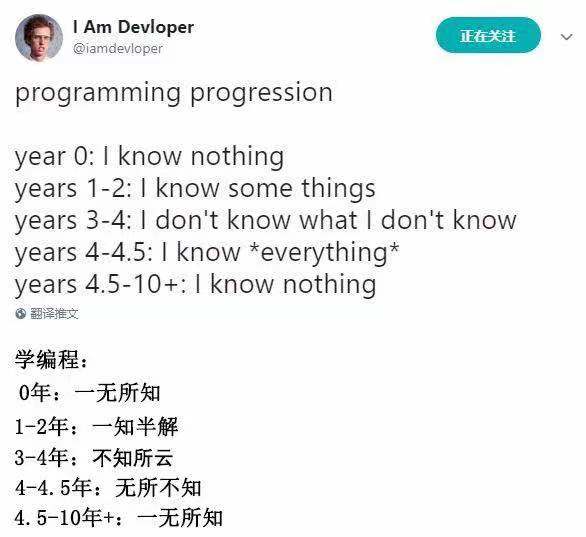 I Am Devloper
@iamdevloper
正在关注
programming progression
year 0: I know nothing
years 1-2: I know some things
years 3-4: I don't know what I don't know
years 4-4.5: I know *everything*
years 4.5-10+: I know nothing
翻译推文
学编程：
0年：一无所知
1-2年：一知半解
3-4年：不知所云
4-4.5年：无所不知
4.5-10年+：一无所知